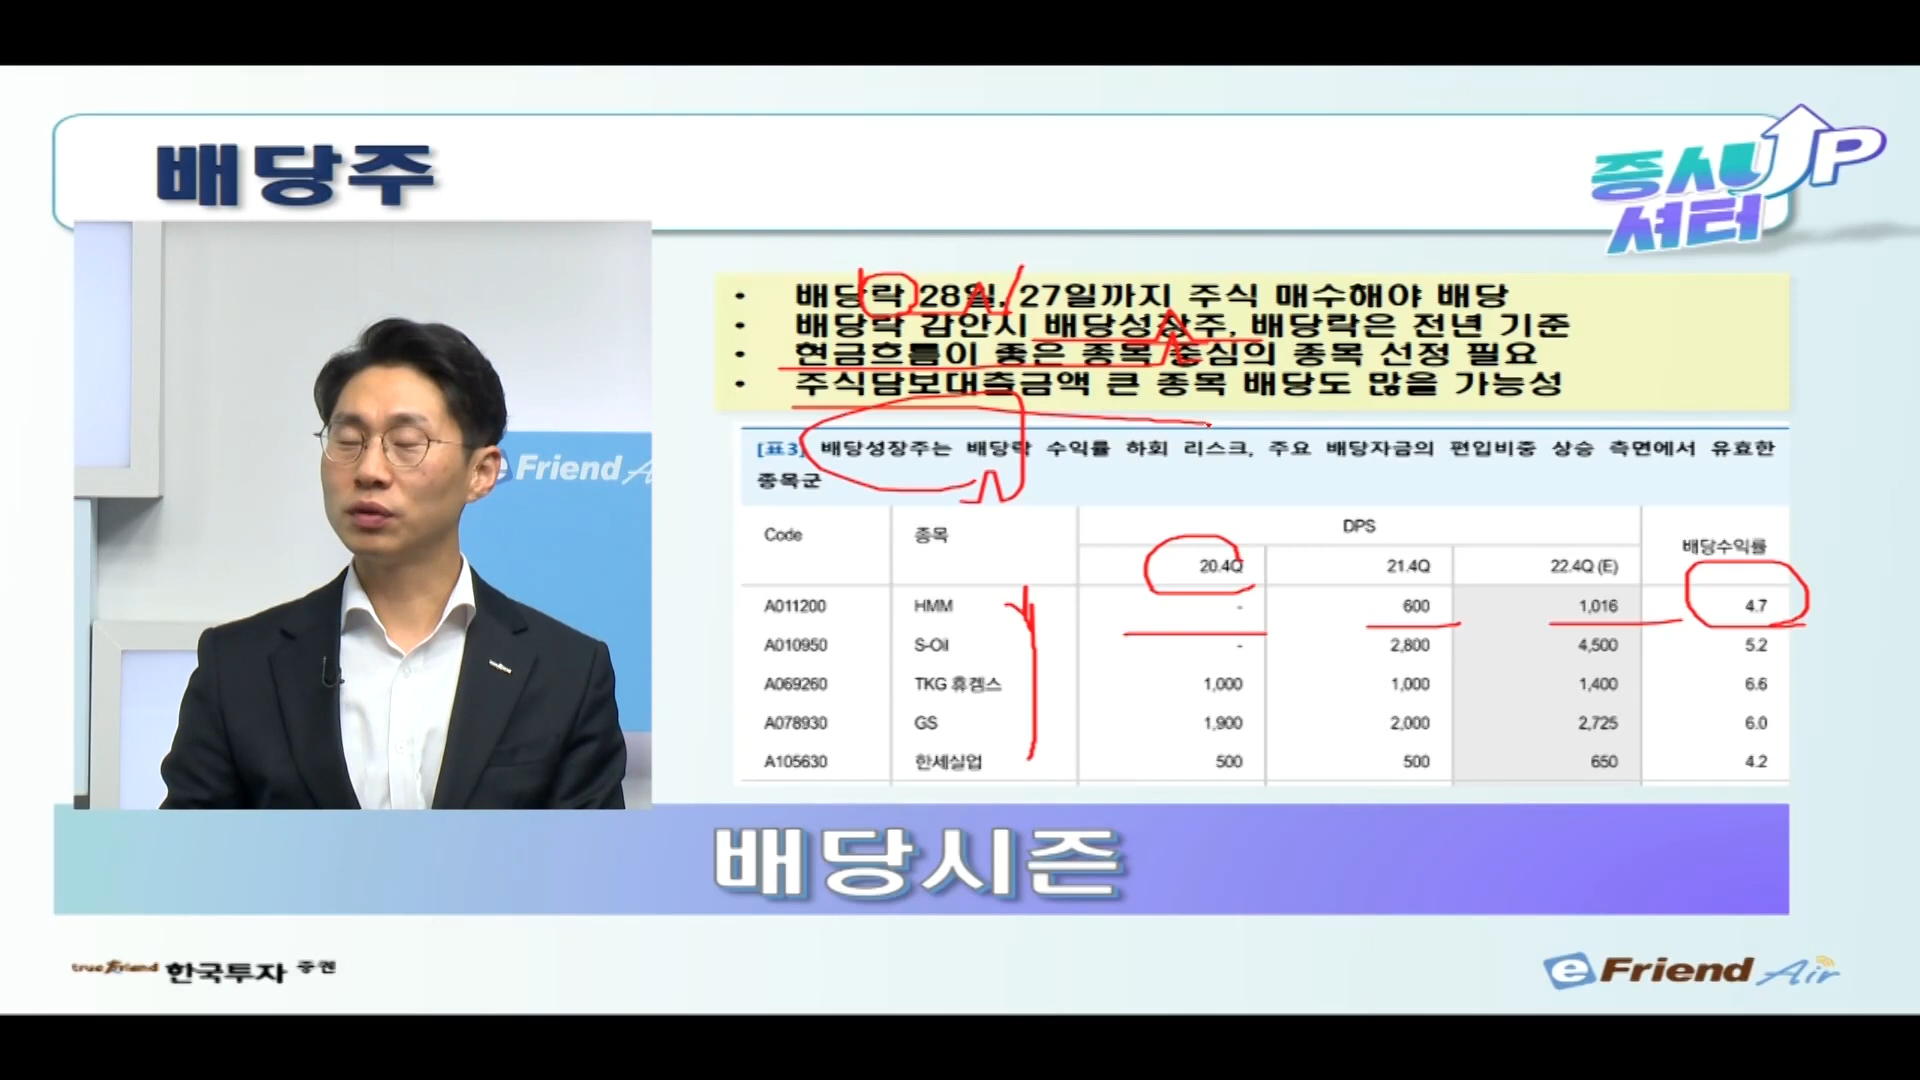 배당주
증시UP
셔터
• 배당락 28일, 27일까지 주식 매수해야 배당
• 배당락 감안시 배당성장주, 배당락은 전년 기준
• 현금흐름이 좋은 종목 중심의 종목 선정 필요
• 주식담보대출금액 큰 종목 배당도 많을 가능성
eFriend A
[표3] 배당성장주는 배당락 수익률 하회 리스크, 주요 배당자금의 편입비중 상승 측면에서 유효한
종목군
Code 종목 DPS 배당수익률
20.4Q 21.4Q 22.4Q (E)
A011200 HMM - 600 1,016 4.7
A010950 S-Oil - 2,800 4,500 5.2
A069260 TKG 휴켐스 1,000 1,000 1,400 6.6
A078930 GS 1,900 2,000 2,725 6.0
A105630 한세실업 500 500 650 4.2
배당시즌
true Friend 한국투자 증권
eFriend Air